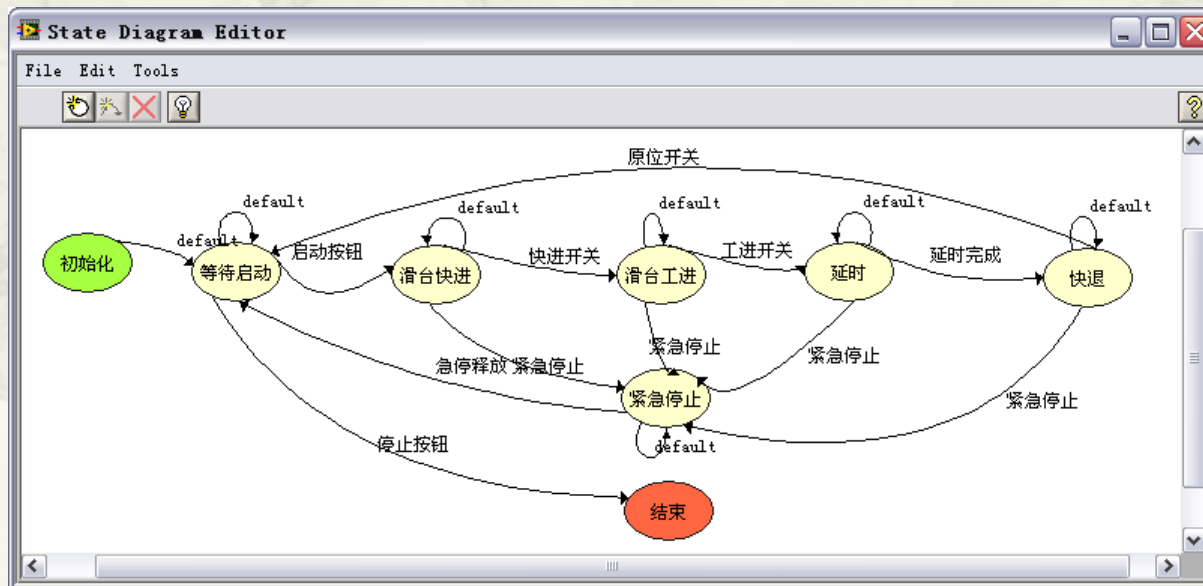 State Diagram Editor
File Edit Tools
原位开关
default
default
default
default
default
default
启动按钮
快进开关
工进开关
延时完成
初始化
等待启动
滑台快进
滑台工进
延时
快退
急停释放
紧急停止
紧急停止
紧急停止
紧急停止
紧急停止
停止按钮
default
结束